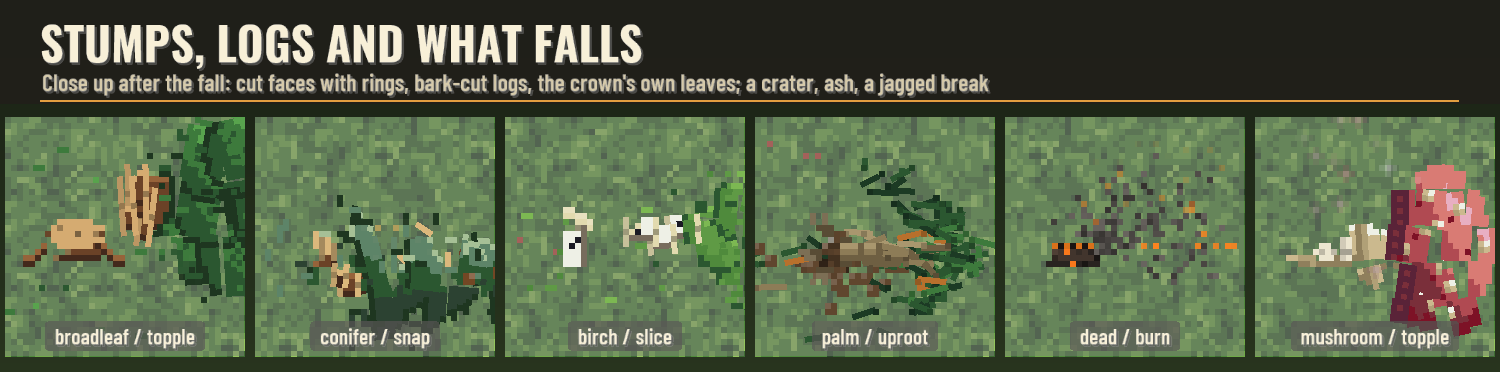 STUMPS, LOGS AND WHAT FALLS
Close up after the fall: cut faces with rings, bark-cut logs, the crown's own leaves; a crater, ash, a jagged break
broadleaf / topple
conifer / snap
birch / slice
palm / uproot
dead / burn
mushroom / topple